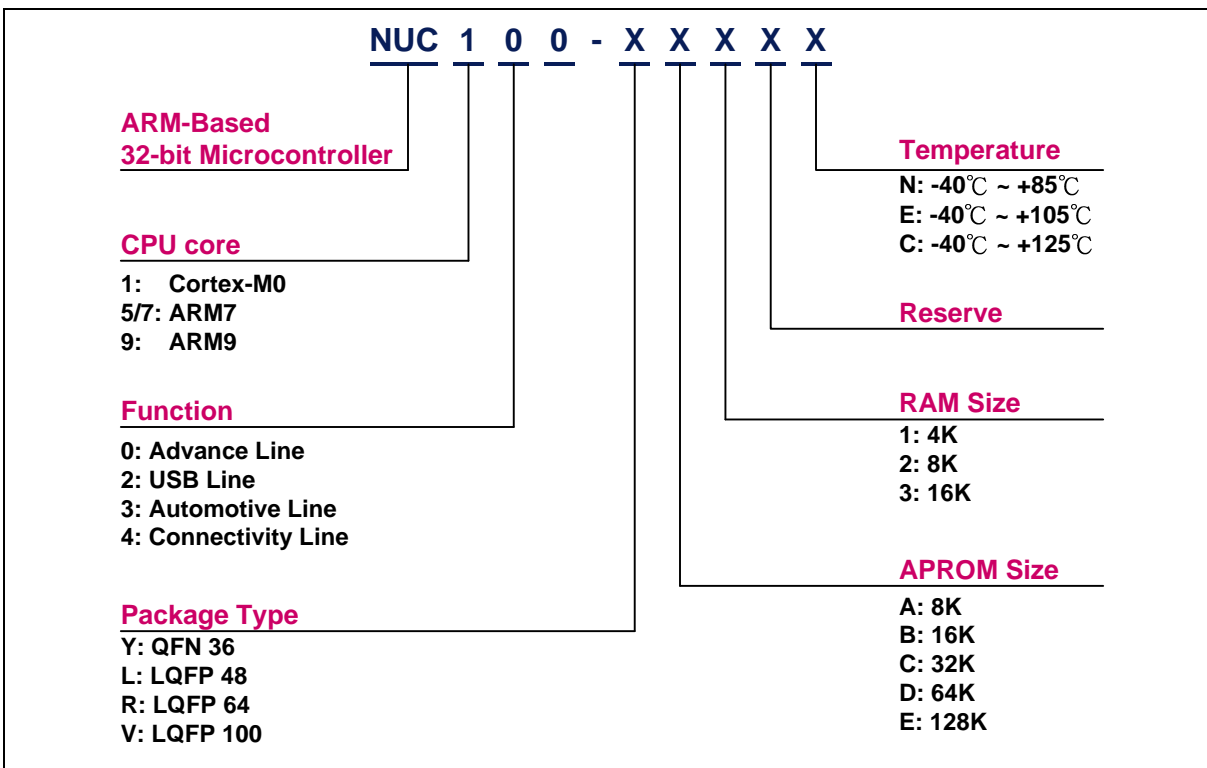 NUC 1 0 0 - X X X X X
ARM-Based
32-bit Microcontroller
CPU core
1: Cortex-M0
5/7: ARM7
9: ARM9
Function
0: Advance Line
2: USB Line
3: Automotive Line
4: Connectivity Line
Package Type
Y: QFN 36
L: LQFP 48
R: LQFP 64
V: LQFP 100
Temperature
N: -40℃ ~ +85℃
E: -40℃ ~ +105℃
C: -40℃ ~ +125℃
Reserve
RAM Size
1: 4K
2: 8K
3: 16K
APROM Size
A: 8K
B: 16K
C: 32K
D: 64K
E: 128K